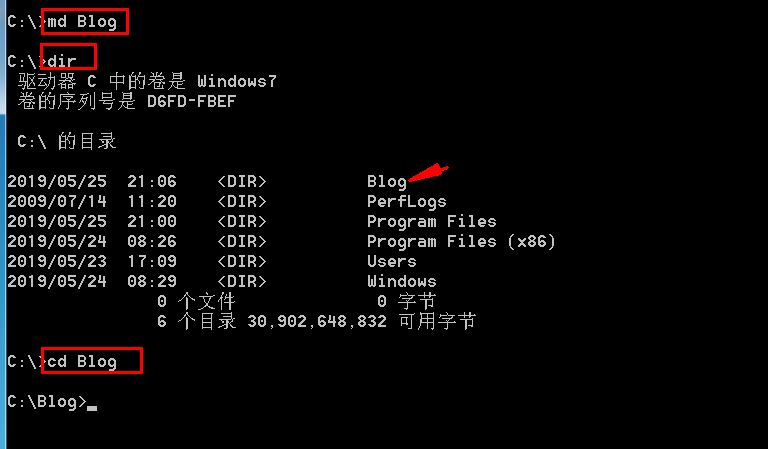 C:\>md Blog
C:\>dir
驱动器 C 中的卷是 Windows7
卷的序列号是 D6FD-FBEF
C:\ 的目录
2019/05/25  21:06    <DIR>          Blog
2009/07/14  11:20    <DIR>          PerfLogs
2019/05/25  21:00    <DIR>          Program Files
2019/05/24  08:26    <DIR>          Program Files (x86)
2019/05/23  17:09    <DIR>          Users
2019/05/24  08:29    <DIR>          Windows
0 个文件              0 字节
6 个目录 30,902,648,832 可用字节
C:\>cd Blog
C:\Blog>_